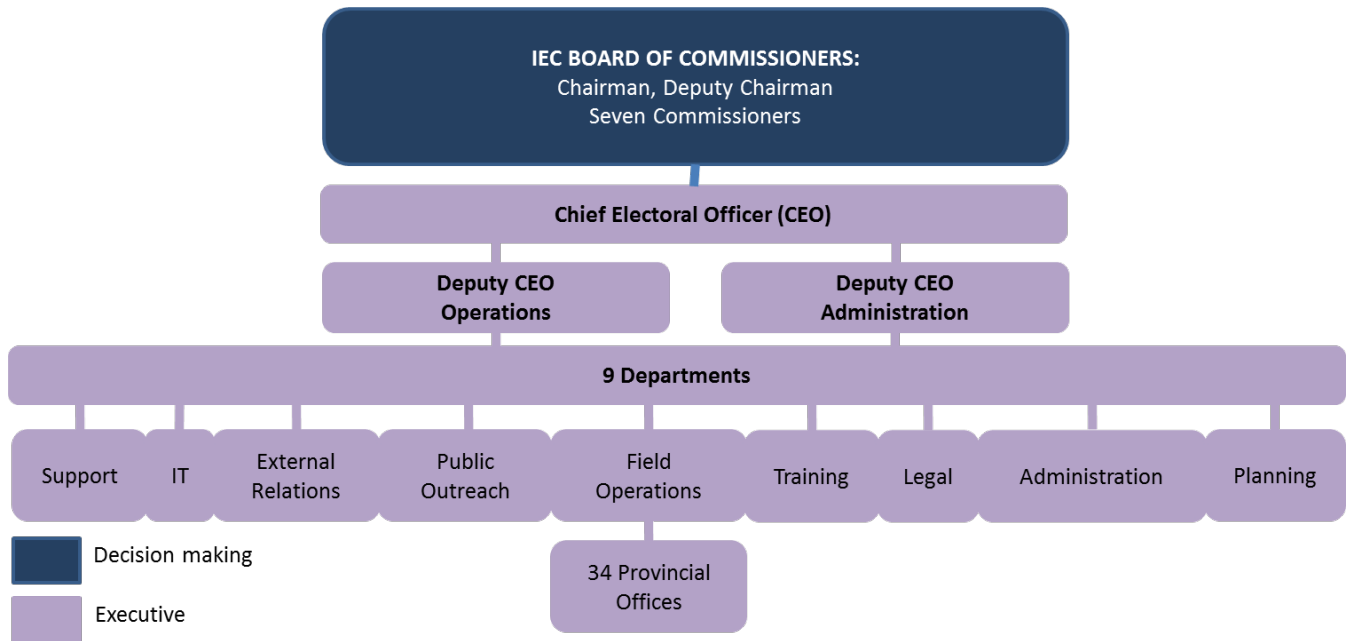 IEC BOARD OF COMMISSIONERS:
Chairman, Deputy Chairman
Seven Commissioners
Chief Electoral Officer (CEO)
Deputy CEO
Operations
Deputy CEO
Administration
9 Departments
Support
IT
External
Relations
Public
Outreach
Field
Operations
Training
Legal
Administration
Planning
34 Provincial
Offices
Decision making
Executive